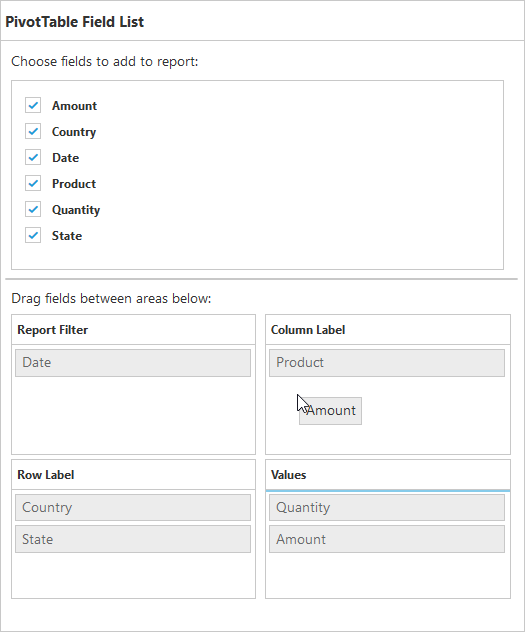 PivotTable Field List
Choose fields to add to report:
Amount
Country
Date
Product
Quantity
State
Drag fields between areas below:
Report Filter
Date
Column Label
Product
Amount
Row Label
Country
State
Values
Quantity
Amount